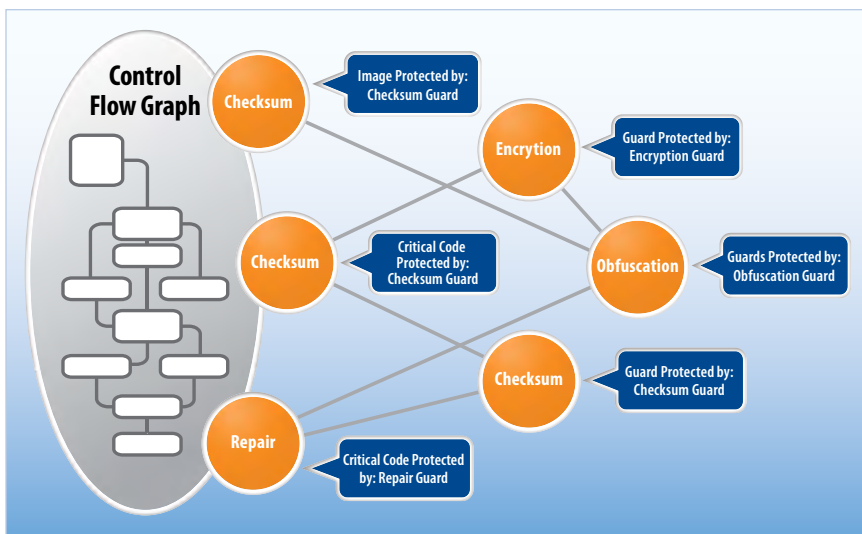 Control
Flow Graph
Checksum
Image Protected by:
Checksum Guard
Encrytion
Guard Protected by:
Encryption Guard
Checksum
Critical Code
Protected by:
Checksum Guard
Obfuscation
Guards Protected by:
Obfuscation Guard
Checksum
Guard Protected by:
Checksum Guard
Repair
Critical Code Protected
by: Repair Guard